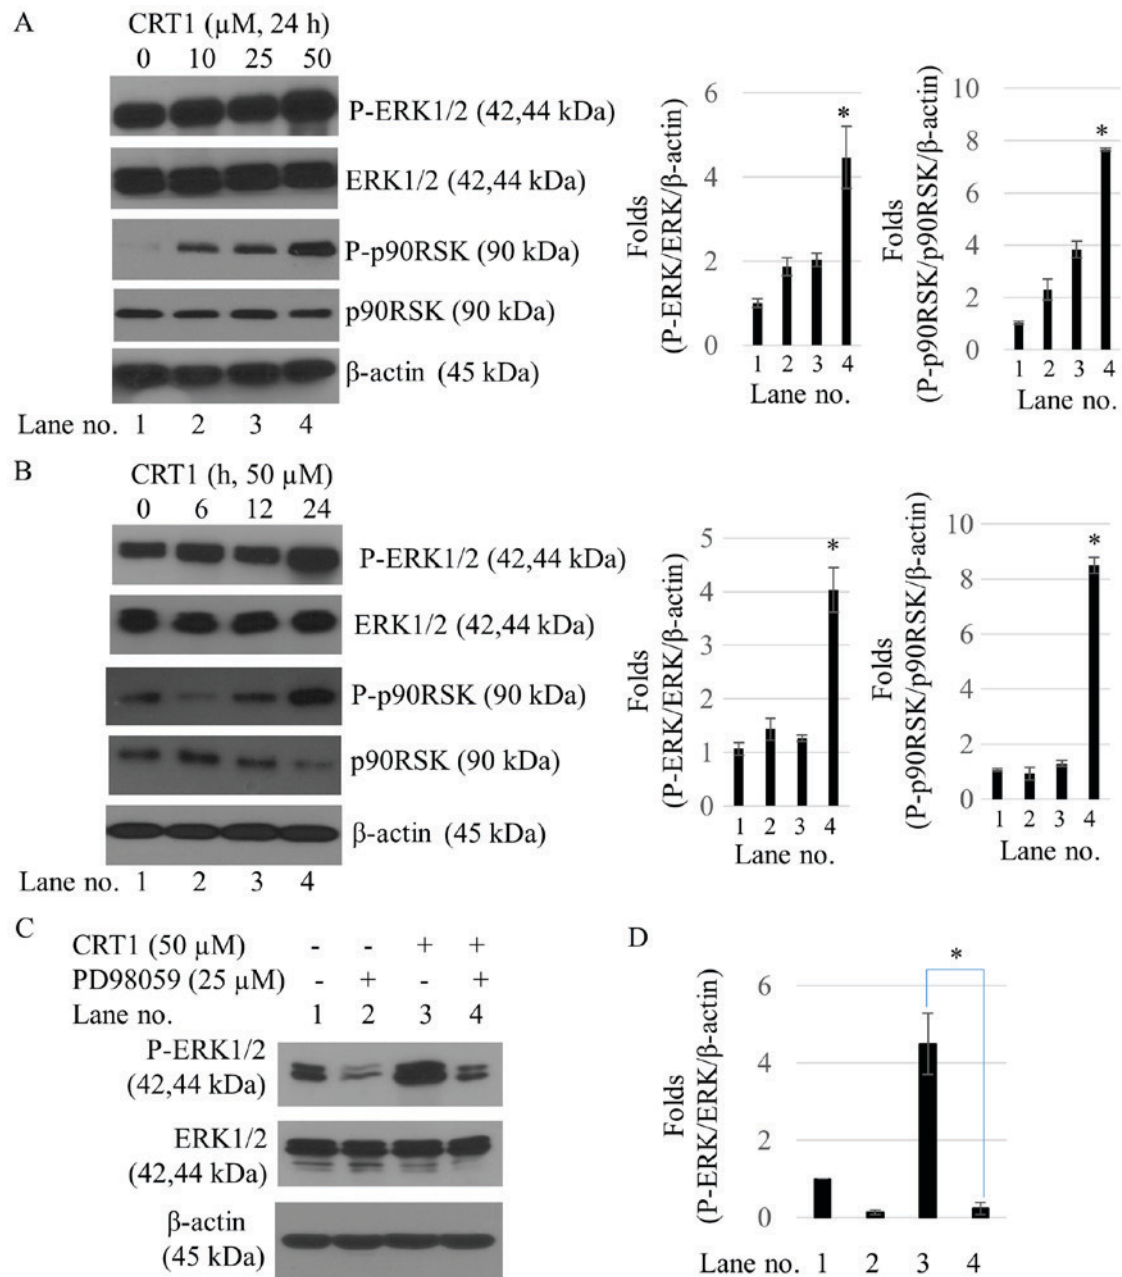 A
CRT1 (µM, 24 h)
0 10 25 50
P-ERK1/2 (42,44 kDa)
ERK1/2 (42,44 kDa)
P-p90RSK (90 kDa)
p90RSK (90 kDa)
β-actin (45 kDa)
Lane no. 1 2 3 4
Folds
(P-ERK/ERK/β-actin)
6
4
2
0
*
1 2 3 4
Lane no.
Folds
(P-p90RSK/p90RSK/β-actin)
10
8
6
4
2
0
*
1 2 3 4
Lane no.
B
CRT1 (h, 50 µM)
0 6 12 24
P-ERK1/2 (42,44 kDa)
ERK1/2 (42,44 kDa)
P-p90RSK (90 kDa)
p90RSK (90 kDa)
β-actin (45 kDa)
Lane no. 1 2 3 4
Folds
(P-ERK/ERK/β-actin)
5
4
3
2
1
0
*
1 2 3 4
Lane no.
Folds
(P-p90RSK/p90RSK/β-actin)
10
8
6
4
2
0
*
1 2 3 4
Lane no.
C
CRT1 (50 µM) - - + +
PD98059 (25 µM) - + - +
Lane no. 1 2 3 4
P-ERK1/2
(42,44 kDa)
ERK1/2
(42,44 kDa)
β-actin
(45 kDa)
D
Folds
(P-ERK/ERK/β-actin)
6
4
2
0
*
Lane no. 1 2 3 4